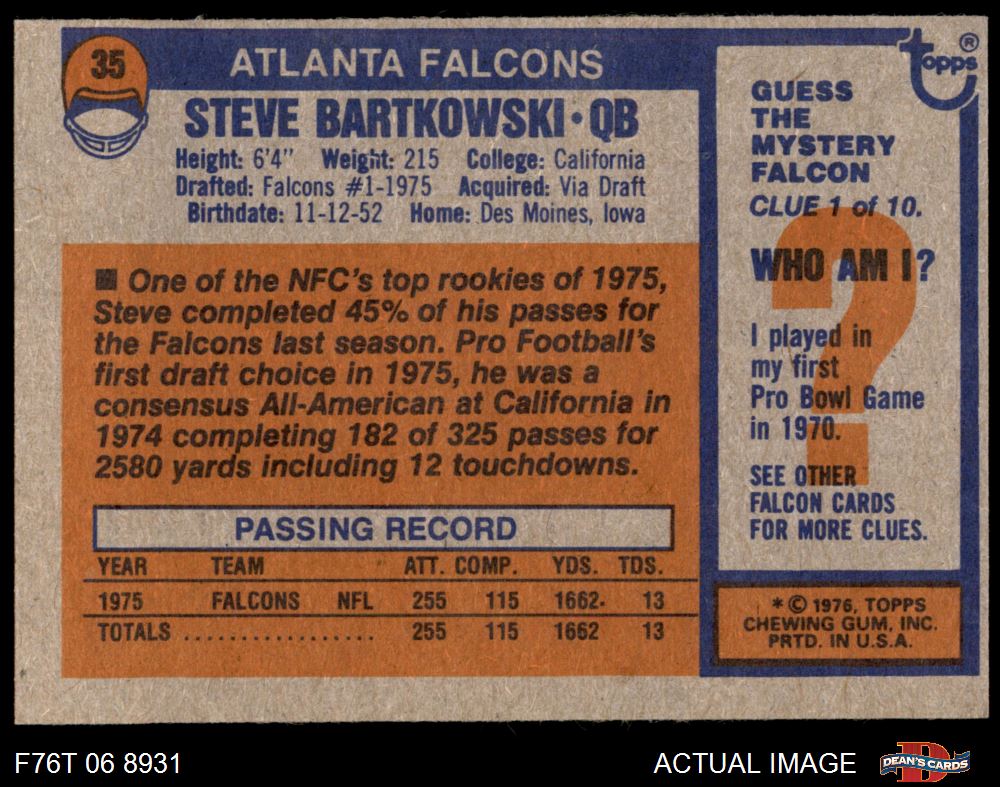 35
ATLANTA FALCONS
STEVE BARTKOWSKI • QB
Height: 6'4" Weight: 215 College: California
Drafted: Falcons #1-1975 Acquired: Via Draft
Birthdate: 11-12-52 Home: Des Moines, Iowa
■ One of the NFC's top rookies of 1975,
Steve completed 45% of his passes for
the Falcons last season. Pro Football's
first draft choice in 1975, he was a
consensus All-American at California in
1974 completing 182 of 325 passes for
2580 yards including 12 touchdowns.
PASSING RECORD
YEAR TEAM ATT. COMP. YDS. TDS.
1975 FALCONS NFL 255 115 1662 13
TOTALS .................. 255 115 1662 13
topps®
GUESS
THE
MYSTERY
FALCON
CLUE 1 of 10.
WHO AM I?
?
I played in
my first
Pro Bowl Game
in 1970.
SEE OTHER
FALCON CARDS
FOR MORE CLUES.
*© 1976, TOPPS
CHEWING GUM, INC.
PRTD. IN U.S.A.
F76T 06 8931
ACTUAL IMAGE
DEAN'S CARDS